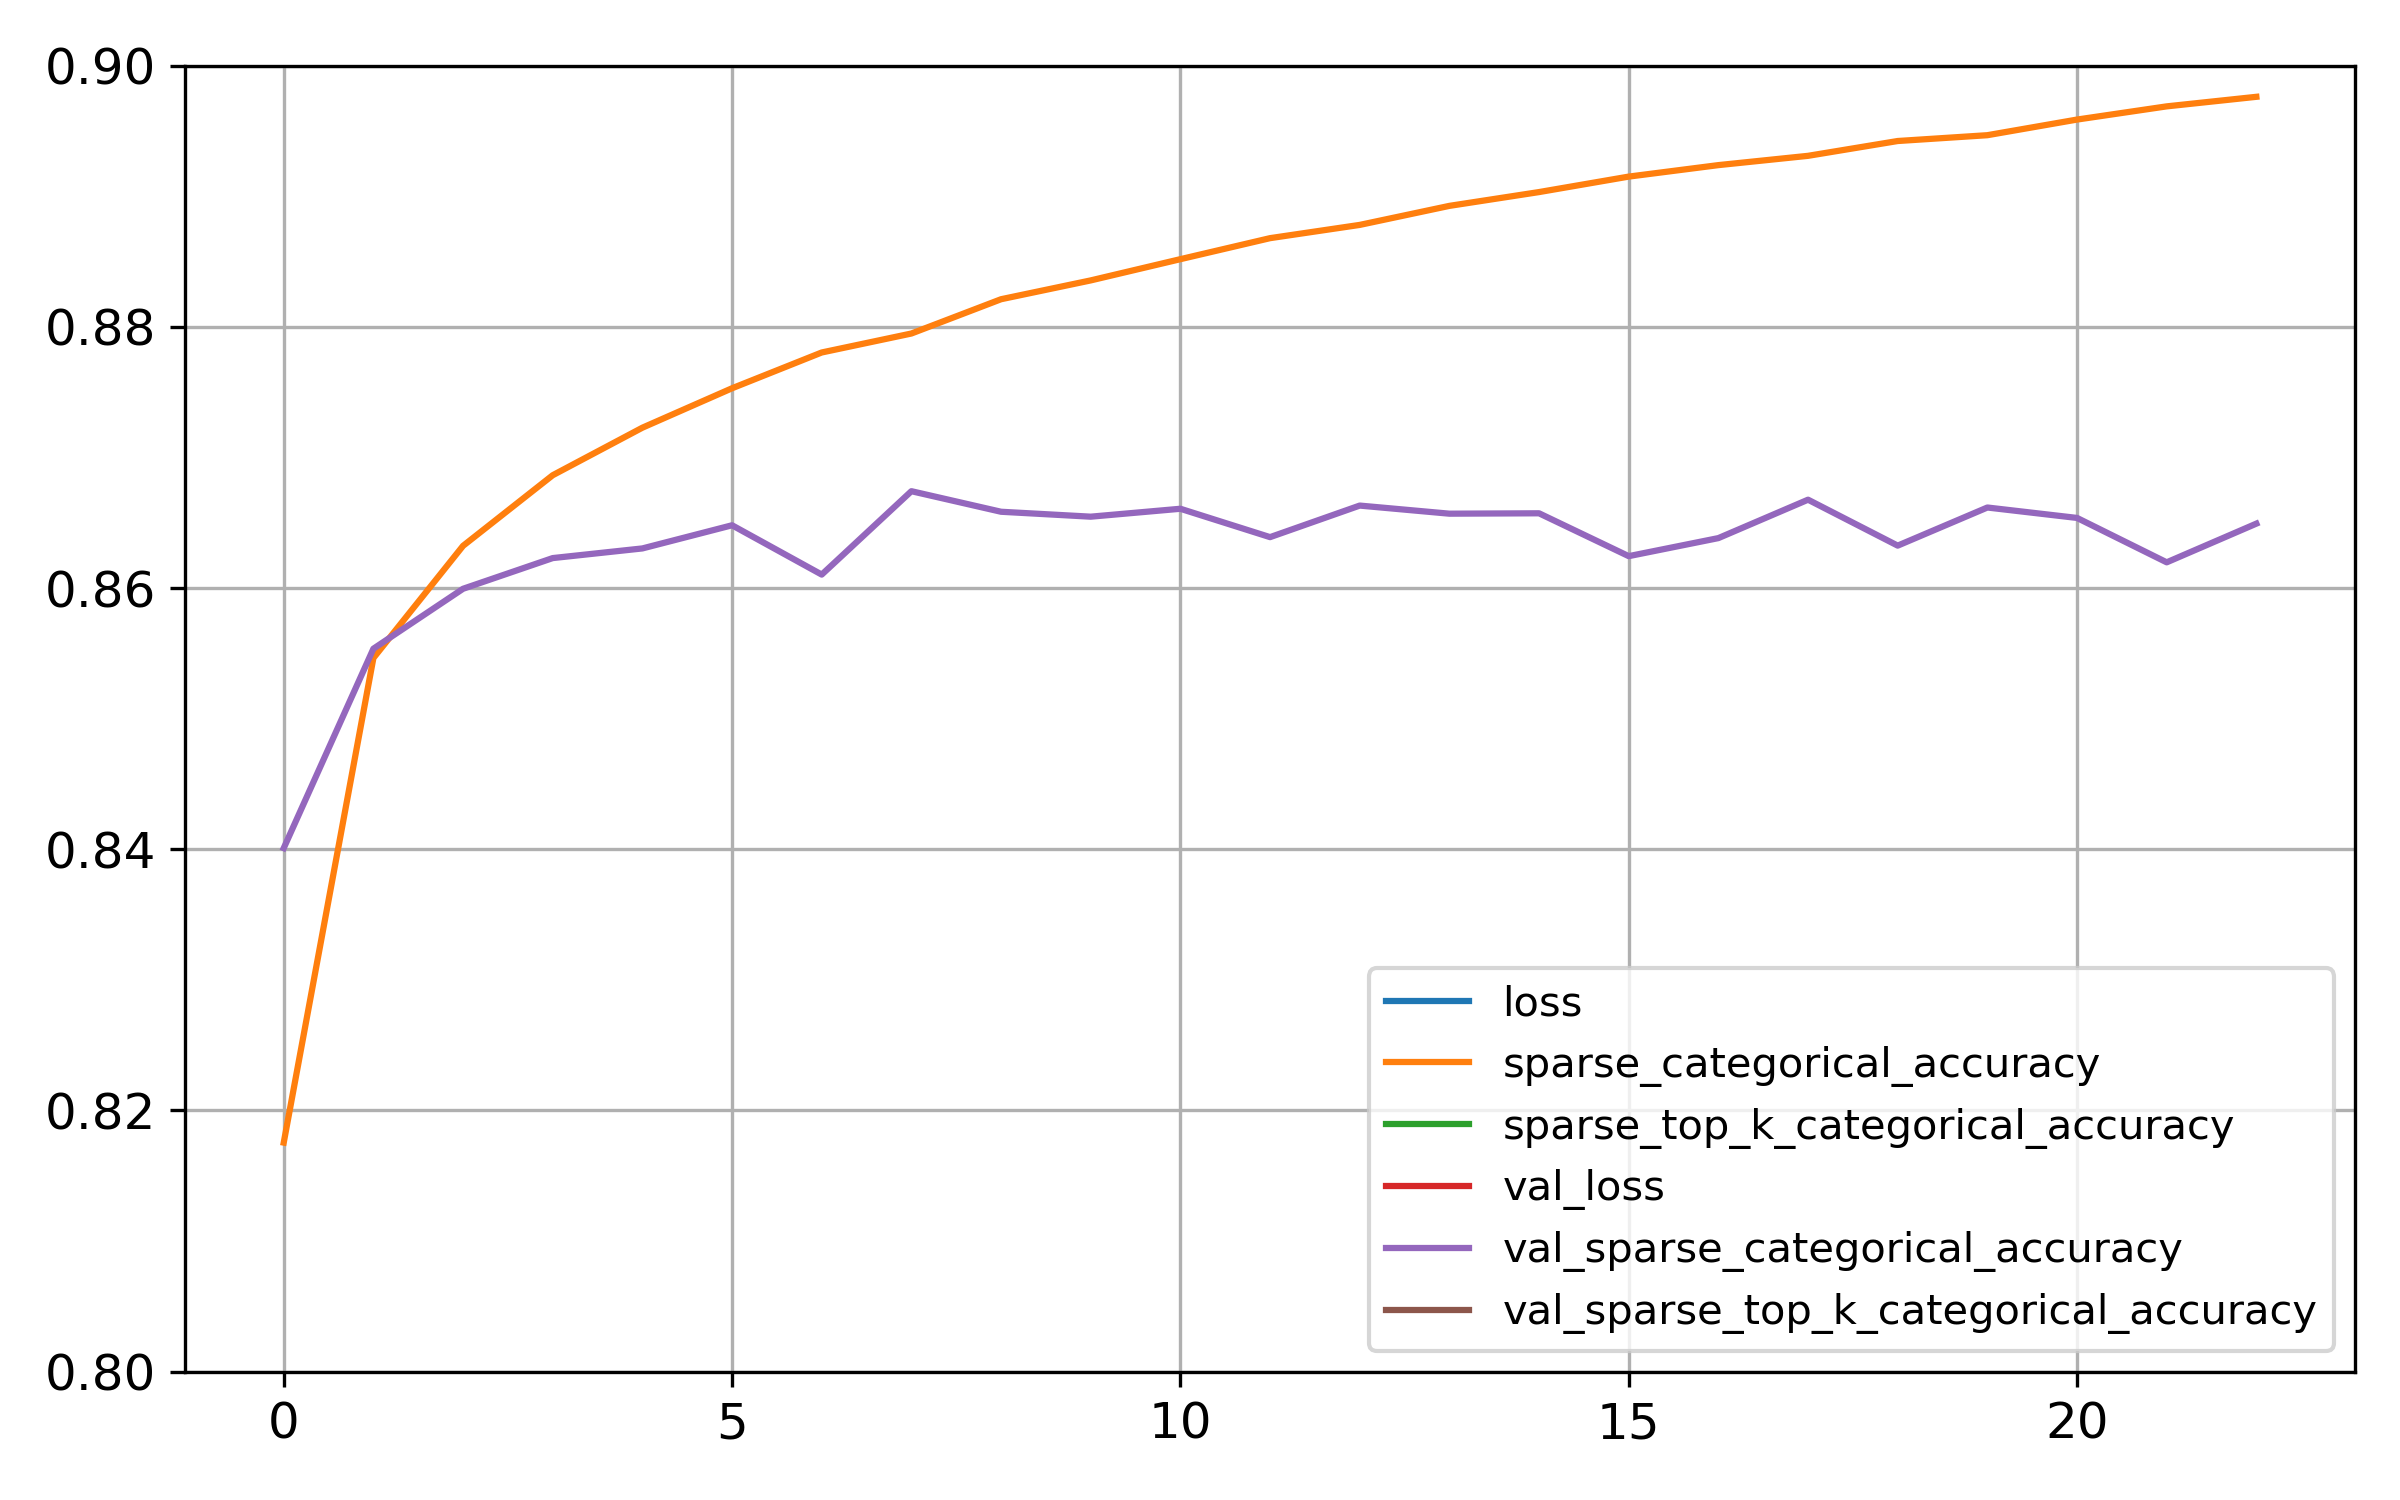 0.90
0.88
0.86
0.84
0.82
0.80
0 5 10 15 20
loss
sparse_categorical_accuracy
sparse_top_k_categorical_accuracy
val_loss
val_sparse_categorical_accuracy
val_sparse_top_k_categorical_accuracy